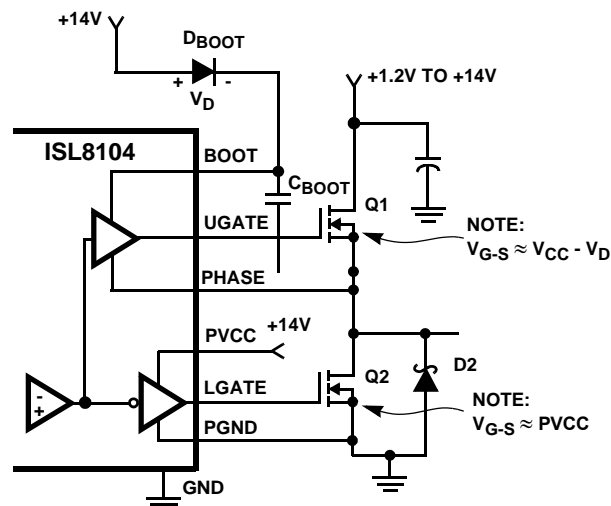 +14V
DBOOT
+ -
VD
+1.2V TO +14V
ISL8104
BOOT
CBOOT
UGATE
Q1
NOTE:
VG-S ≈ VCC - VD
PHASE
PVCC
+14V
LGATE
Q2
D2
NOTE:
VG-S ≈ PVCC
- +
PGND
GND